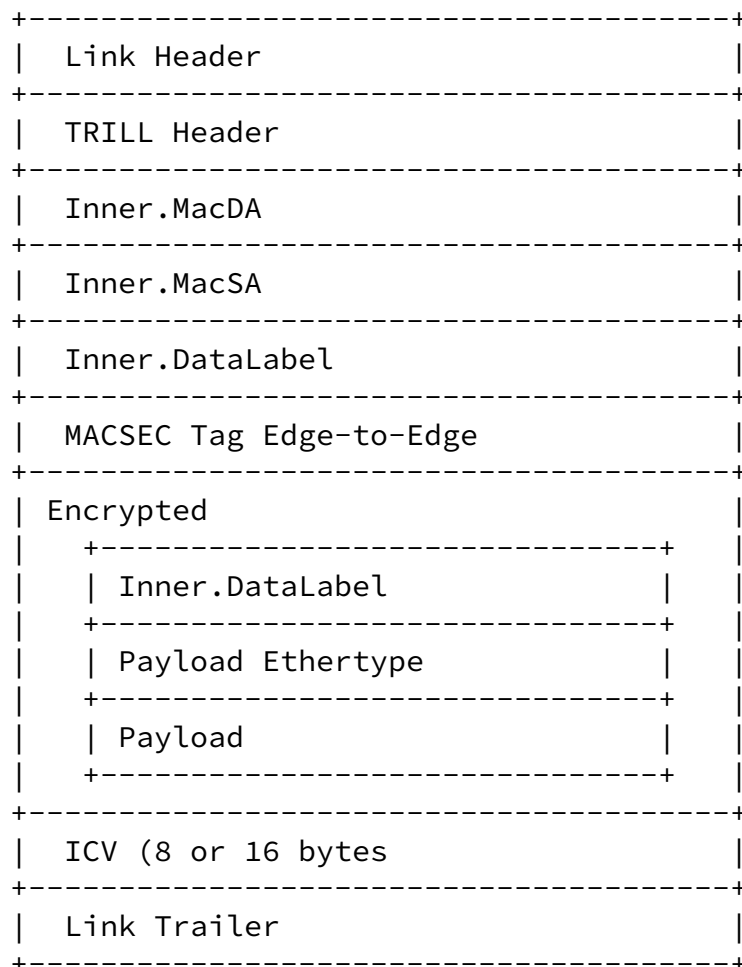 Link Header
TRILL Header
Inner.MacDA
Inner.MacSA
Inner.DataLabel
MACSEC Tag Edge-to-Edge
Encrypted
Inner.DataLabel
Payload Ethertype
Payload
ICV (8 or 16 bytes
Link Trailer